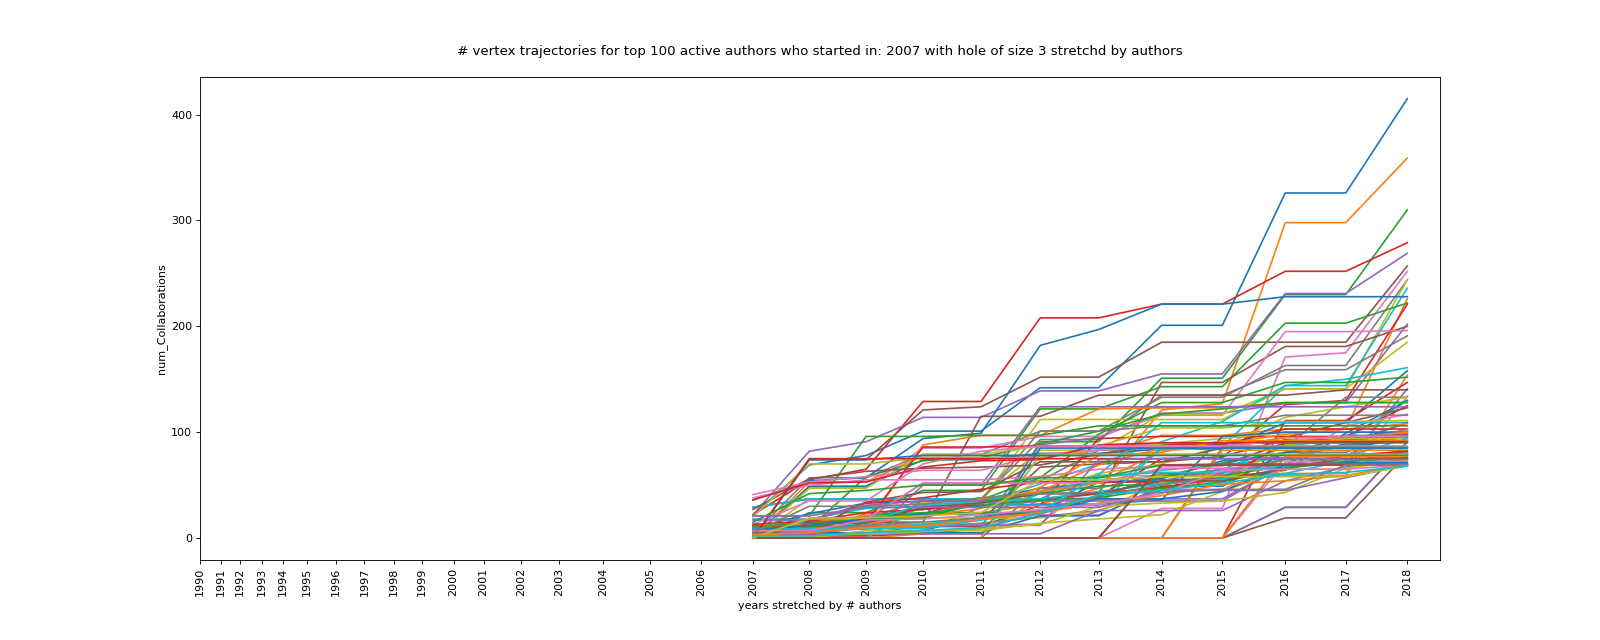 # vertex trajectories for top 100 active authors who started in: 2007 with hole of size 3 stretchd by authors
400
300
200
100
0
num_Collaborations
1990 1991 1992 1993 1994 1995 1996 1997 1998 1999 2000 2001 2002 2003 2004 2005 2006 2007 2008 2009 2010 2011 2012 2013 2014 2015 2016 2017 2018
years stretched by # authors